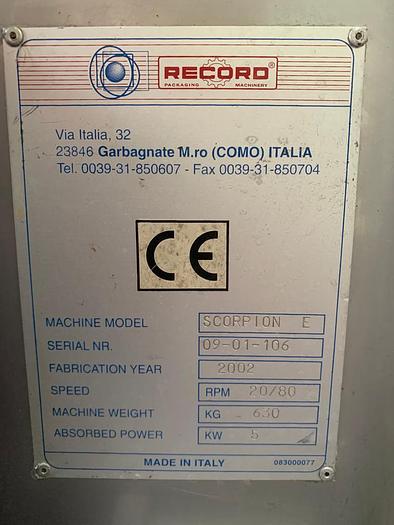 RECORD®
PACKAGING MACHINERY
Via Italia, 32
23846 Garbagnate M.ro (COMO) ITALIA
Tel. 0039-31-850607 - Fax 0039-31-850704
CE
MACHINE MODEL SCORPION E
SERIAL NR. 09-01-106
FABRICATION YEAR 2002
SPEED RPM 20/80
MACHINE WEIGHT KG 630
ABSORBED POWER KW 5
MADE IN ITALY 083000077